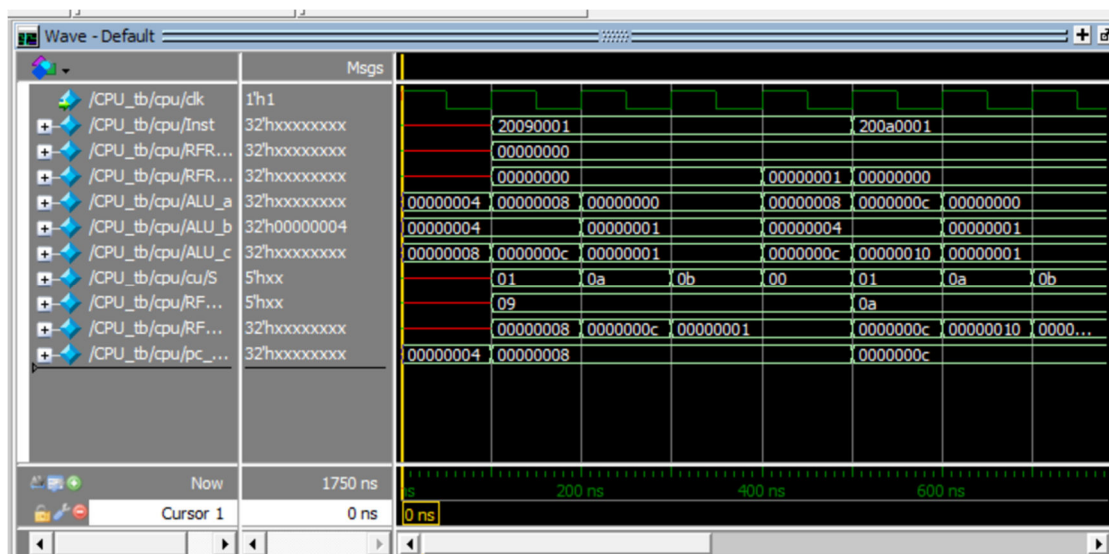 Wave - Default
Msgs
/CPU_tb/cpu/clk 1'h1
/CPU_tb/cpu/Inst 32'hxxxxxxxx 20090001 200a0001
/CPU_tb/cpu/RFR... 32'hxxxxxxxx 00000000
/CPU_tb/cpu/RFR... 32'hxxxxxxxx 00000000 00000001 00000000
/CPU_tb/cpu/ALU_a 32'hxxxxxxxx 00000004 00000008 00000000 00000008 0000000c 00000000
/CPU_tb/cpu/ALU_b 32'h00000004 00000004 00000001 00000004 00000001
/CPU_tb/cpu/ALU_c 32'hxxxxxxxx 00000008 0000000c 00000001 0000000c 00000010 00000001
/CPU_tb/cpu/cu/S 5'hxx 01 0a 0b 00 01 0a 0b
/CPU_tb/cpu/RF... 5'hxx 09 0a
/CPU_tb/cpu/RF... 32'hxxxxxxxx 00000008 0000000c 00000001 0000000c 00000010 0000...
/CPU_tb/cpu/pc_... 32'hxxxxxxxx 00000004 00000008 0000000c
Now 1750 ns 200 ns 400 ns 600 ns
Cursor 1 0 ns 0 ns